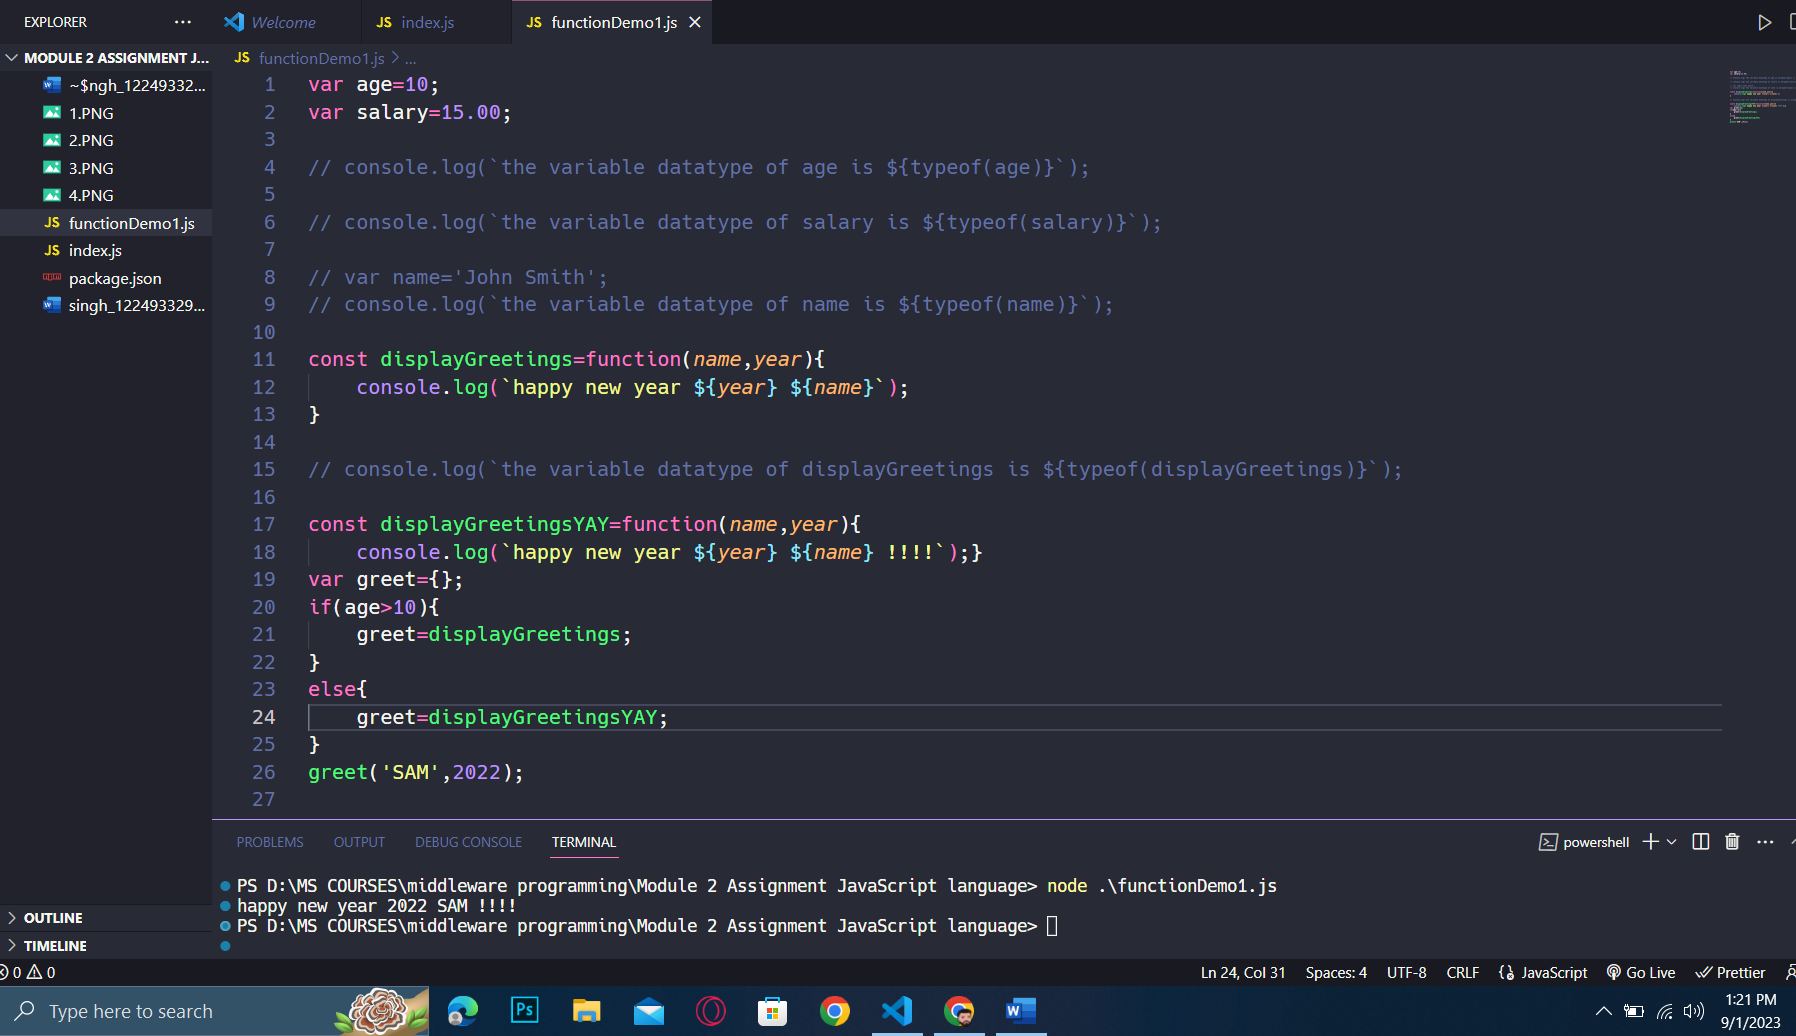 EXPLORER
Welcome
JS index.js
JS functionDemo1.js
MODULE 2 ASSIGNMENT J...
JS functionDemo1.js > ...
~$ngh_12249332...
1.PNG
2.PNG
3.PNG
4.PNG
JS functionDemo1.js
JS index.js
package.json
singh_122493329...
1 var age=10;
2 var salary=15.00;
3
4 // console.log(`the variable datatype of age is ${typeof(age)}`);
5
6 // console.log(`the variable datatype of salary is ${typeof(salary)}`);
7
8 // var name='John Smith';
9 // console.log(`the variable datatype of name is ${typeof(name)}`);
10
11 const displayGreetings=function(name,year){
12 console.log(`happy new year ${year} ${name}`);
13 }
14
15 // console.log(`the variable datatype of displayGreetings is ${typeof(displayGreetings)}`);
16
17 const displayGreetingsYAY=function(name,year){
18 console.log(`happy new year ${year} ${name} !!!!`);}
19 var greet={};
20 if(age>10){
21 greet=displayGreetings;
22 }
23 else{
24 greet=displayGreetingsYAY;
25 }
26 greet('SAM',2022);
27
PROBLEMS OUTPUT DEBUG CONSOLE TERMINAL
powershell
PS D:\MS COURSES\middleware programming\Module 2 Assignment JavaScript language> node .\functionDemo1.js
happy new year 2022 SAM !!!!
PS D:\MS COURSES\middleware programming\Module 2 Assignment JavaScript language>
OUTLINE
TIMELINE
0 0
Ln 24, Col 31 Spaces: 4 UTF-8 CRLF {} JavaScript Go Live Prettier
Type here to search
Ps
W
1:21 PM
9/1/2023